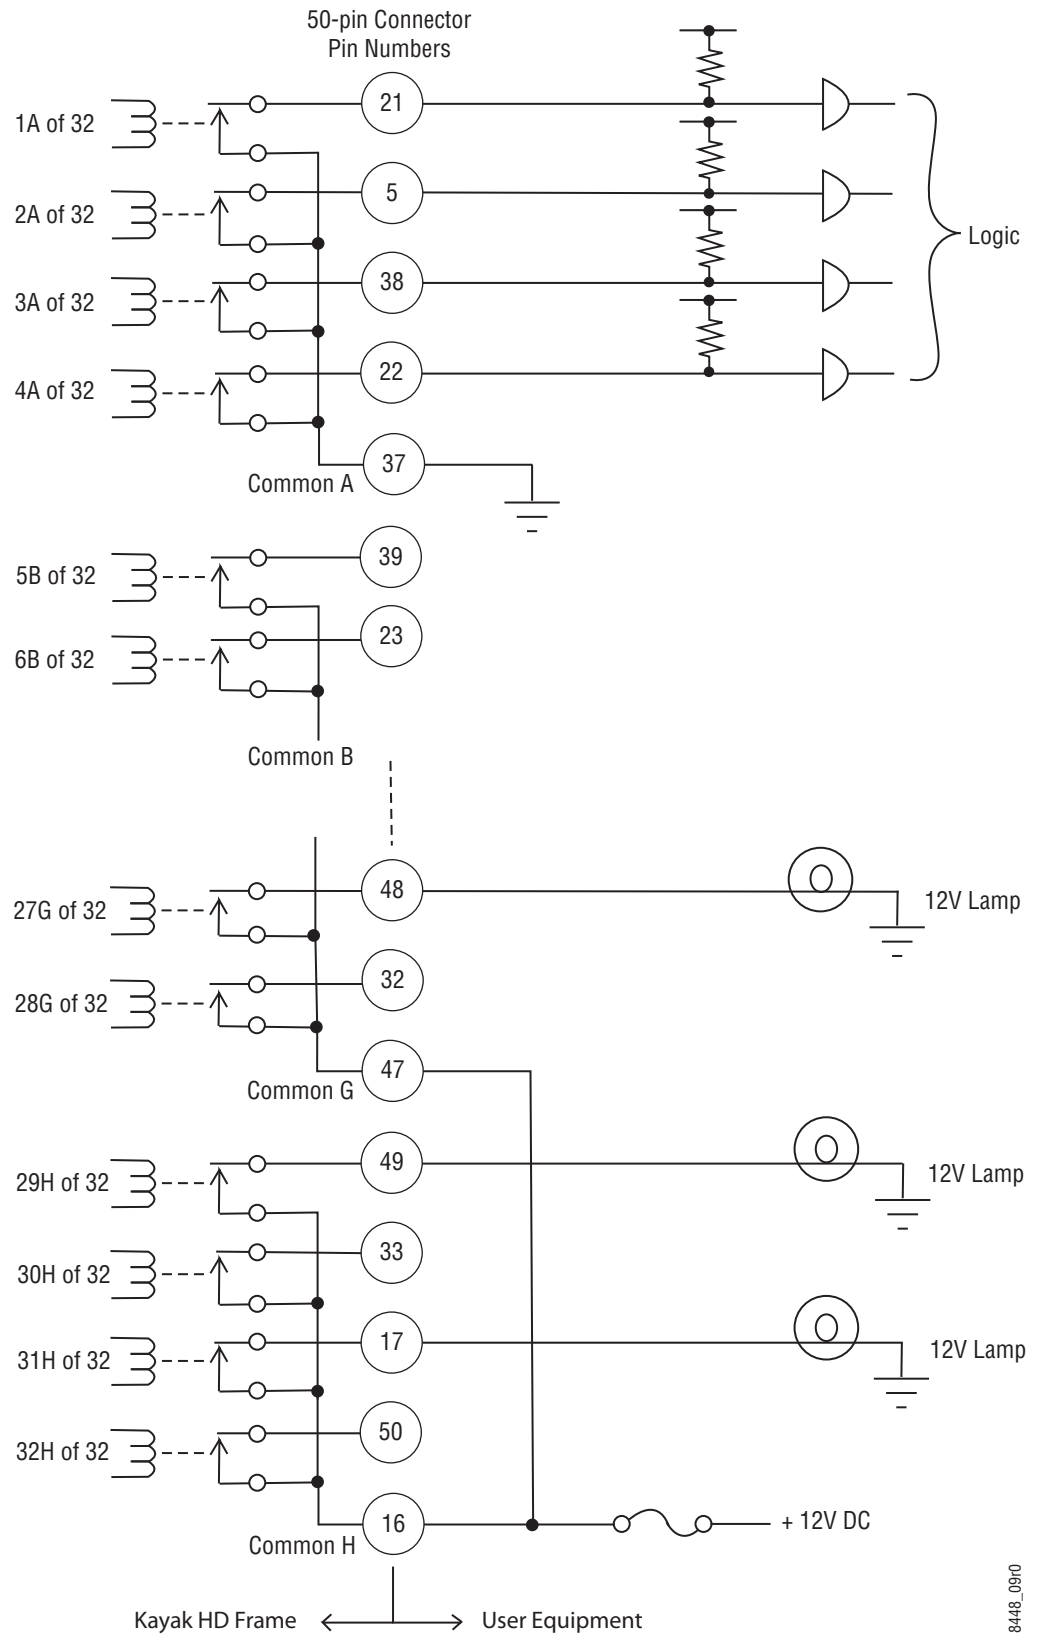 50-pin Connector
Pin Numbers
1A of 32
21
2A of 32
5
Logic
3A of 32
38
4A of 32
22
37
Common A
39
5B of 32
23
6B of 32
Common B
48
27G of 32
12V Lamp
32
28G of 32
47
Common G
49
29H of 32
12V Lamp
33
30H of 32
17
31H of 32
12V Lamp
50
32H of 32
16
+ 12V DC
Common H
Kayak HD Frame
User Equipment
8448_09r0